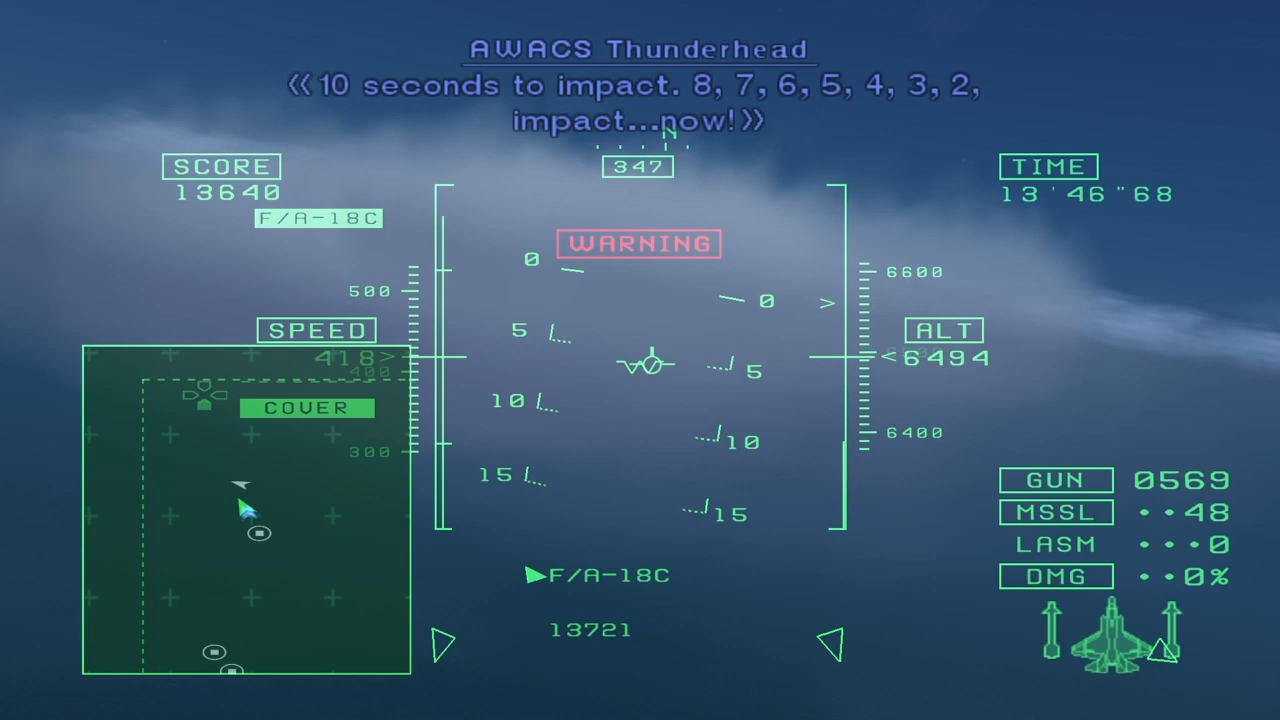 AWACS Thunderhead
《10 seconds to impact. 8, 7, 6, 5, 4, 3, 2,
impact...now!》
N
347
SCORE
13640
F/A-18C
TIME
13'46"68
WARNING
0
0
500
6600
SPEED
418>
400
5
5
ALT
<6494
COVER
10
10
300
6400
15
15
GUN 0569
MSSL ··48
LASM ···0
DMG ··0%
F/A-18C
13721